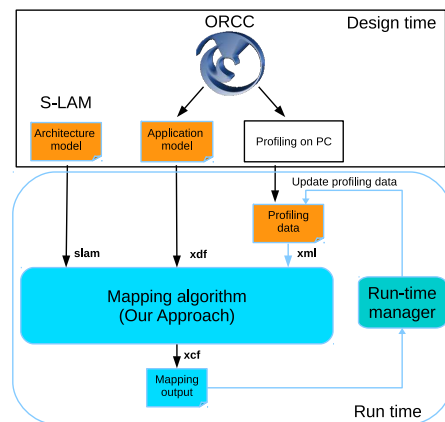 ORCC
Design time
S-LAM
Architecture
model
Application
model
Profiling on PC
Update profiling data
Profiling
data
slam
xdf
xml
Mapping algorithm
(Our Approach)
Run-time
manager
xcf
Mapping
output
Run time